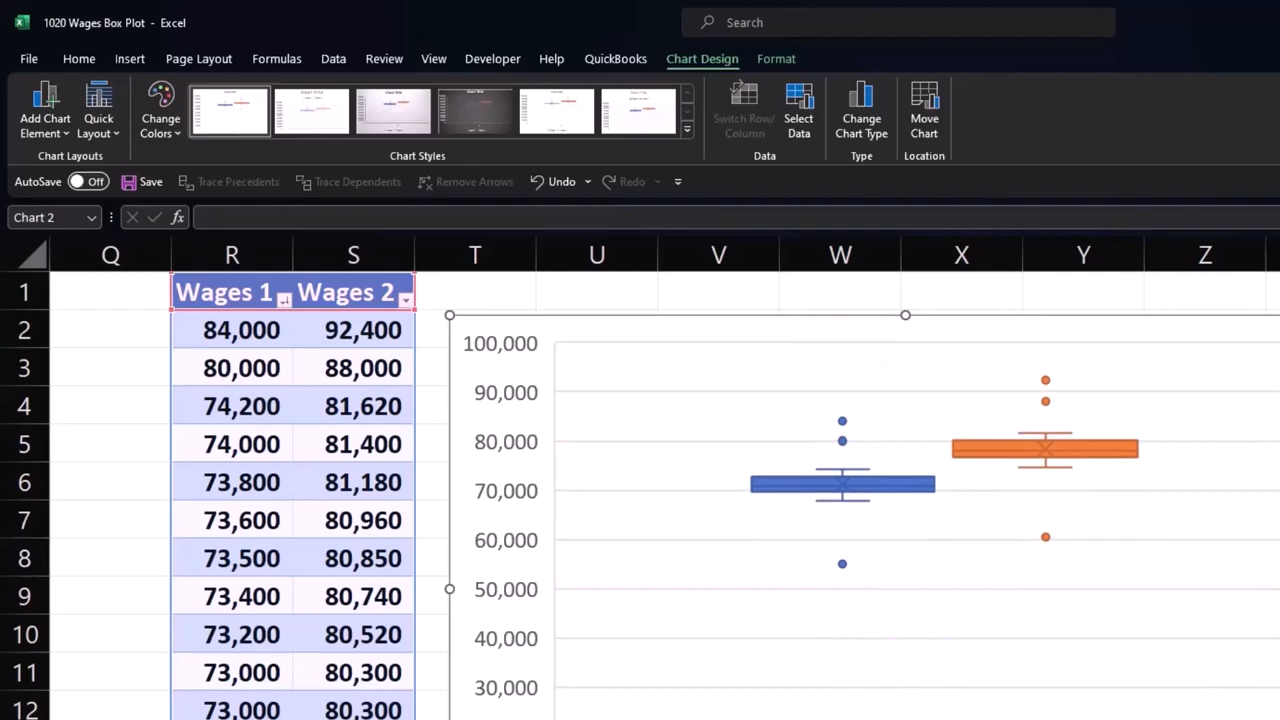 1020 Wages Box Plot - Excel
Search
File Home Insert Page Layout Formulas Data Review View Developer Help QuickBooks Chart Design Format
Add Chart Element
Quick Layout
Change Colors
Switch Row/ Column
Select Data
Change Chart Type
Move Chart
Chart Layouts Chart Styles Data Type Location
AutoSave Off Save Trace Precedents Trace Dependents Remove Arrows Undo Redo
Chart 2 fx
Q R S T U V W X Y Z
1 Wages 1 Wages 2
2 84,000 92,400
3 80,000 88,000
4 74,200 81,620
5 74,000 81,400
6 73,800 81,180
7 73,600 80,960
8 73,500 80,850
9 73,400 80,740
10 73,200 80,520
11 73,000 80,300
12 73,000 80,300
100,000
90,000
80,000
70,000
60,000
50,000
40,000
30,000